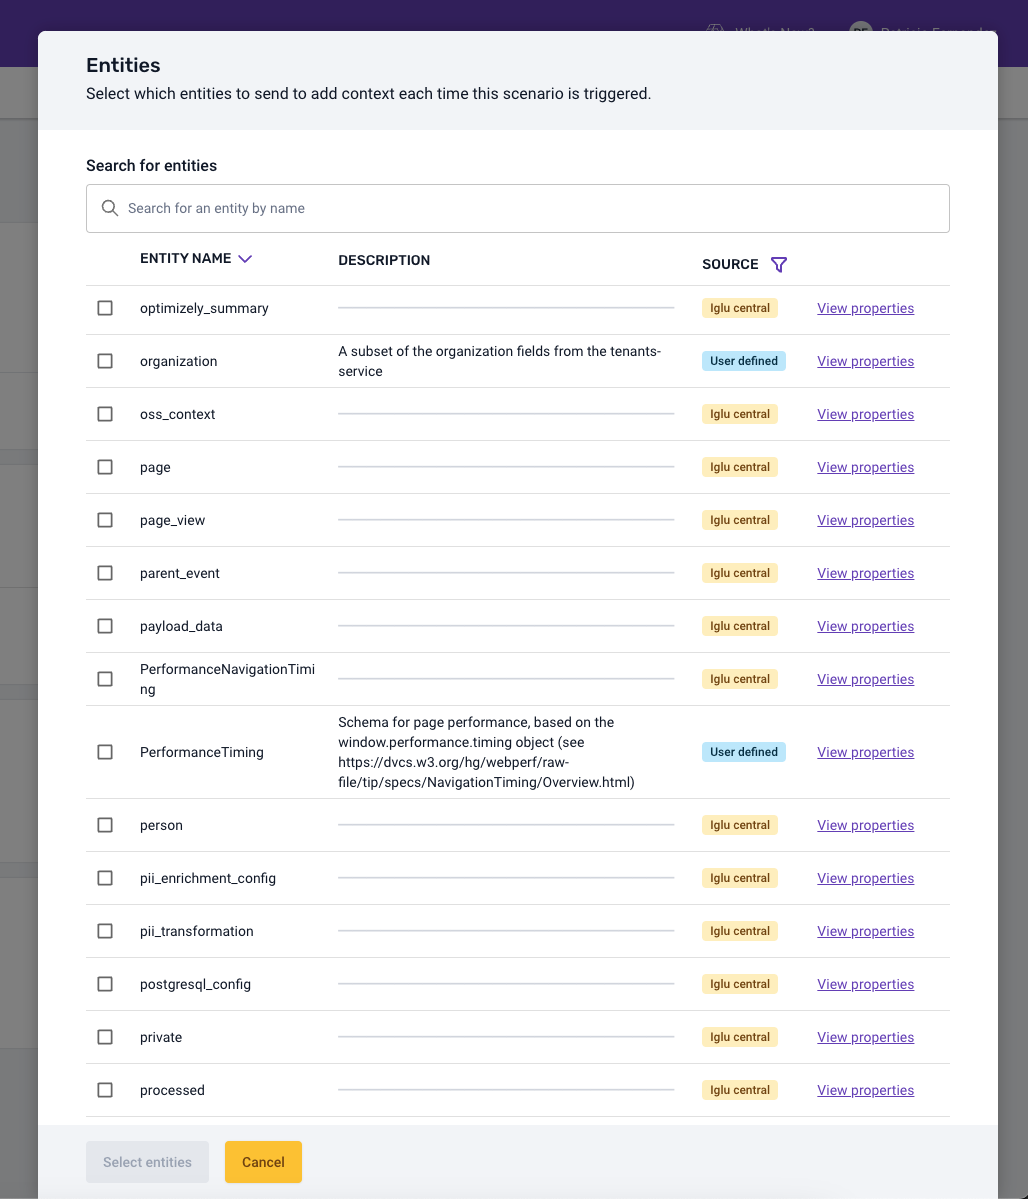 Entities
Select which entities to send to add context each time this scenario is triggered.
Search for entities
Search for an entity by name
ENTITY NAME DESCRIPTION SOURCE
optimizely_summary Iglu central View properties
organization A subset of the organization fields from the tenants-
service User defined View properties
oss_context Iglu central View properties
page Iglu central View properties
page_view Iglu central View properties
parent_event Iglu central View properties
payload_data Iglu central View properties
PerformanceNavigationTimi
ng Iglu central View properties
PerformanceTiming Schema for page performance, based on the
window.performance.timing object (see
https://dvcs.w3.org/hg/webperf/raw-
file/tip/specs/NavigationTiming/Overview.html) User defined View properties
person Iglu central View properties
pii_enrichment_config Iglu central View properties
pii_transformation Iglu central View properties
postgresql_config Iglu central View properties
private Iglu central View properties
processed Iglu central View properties
Select entities Cancel